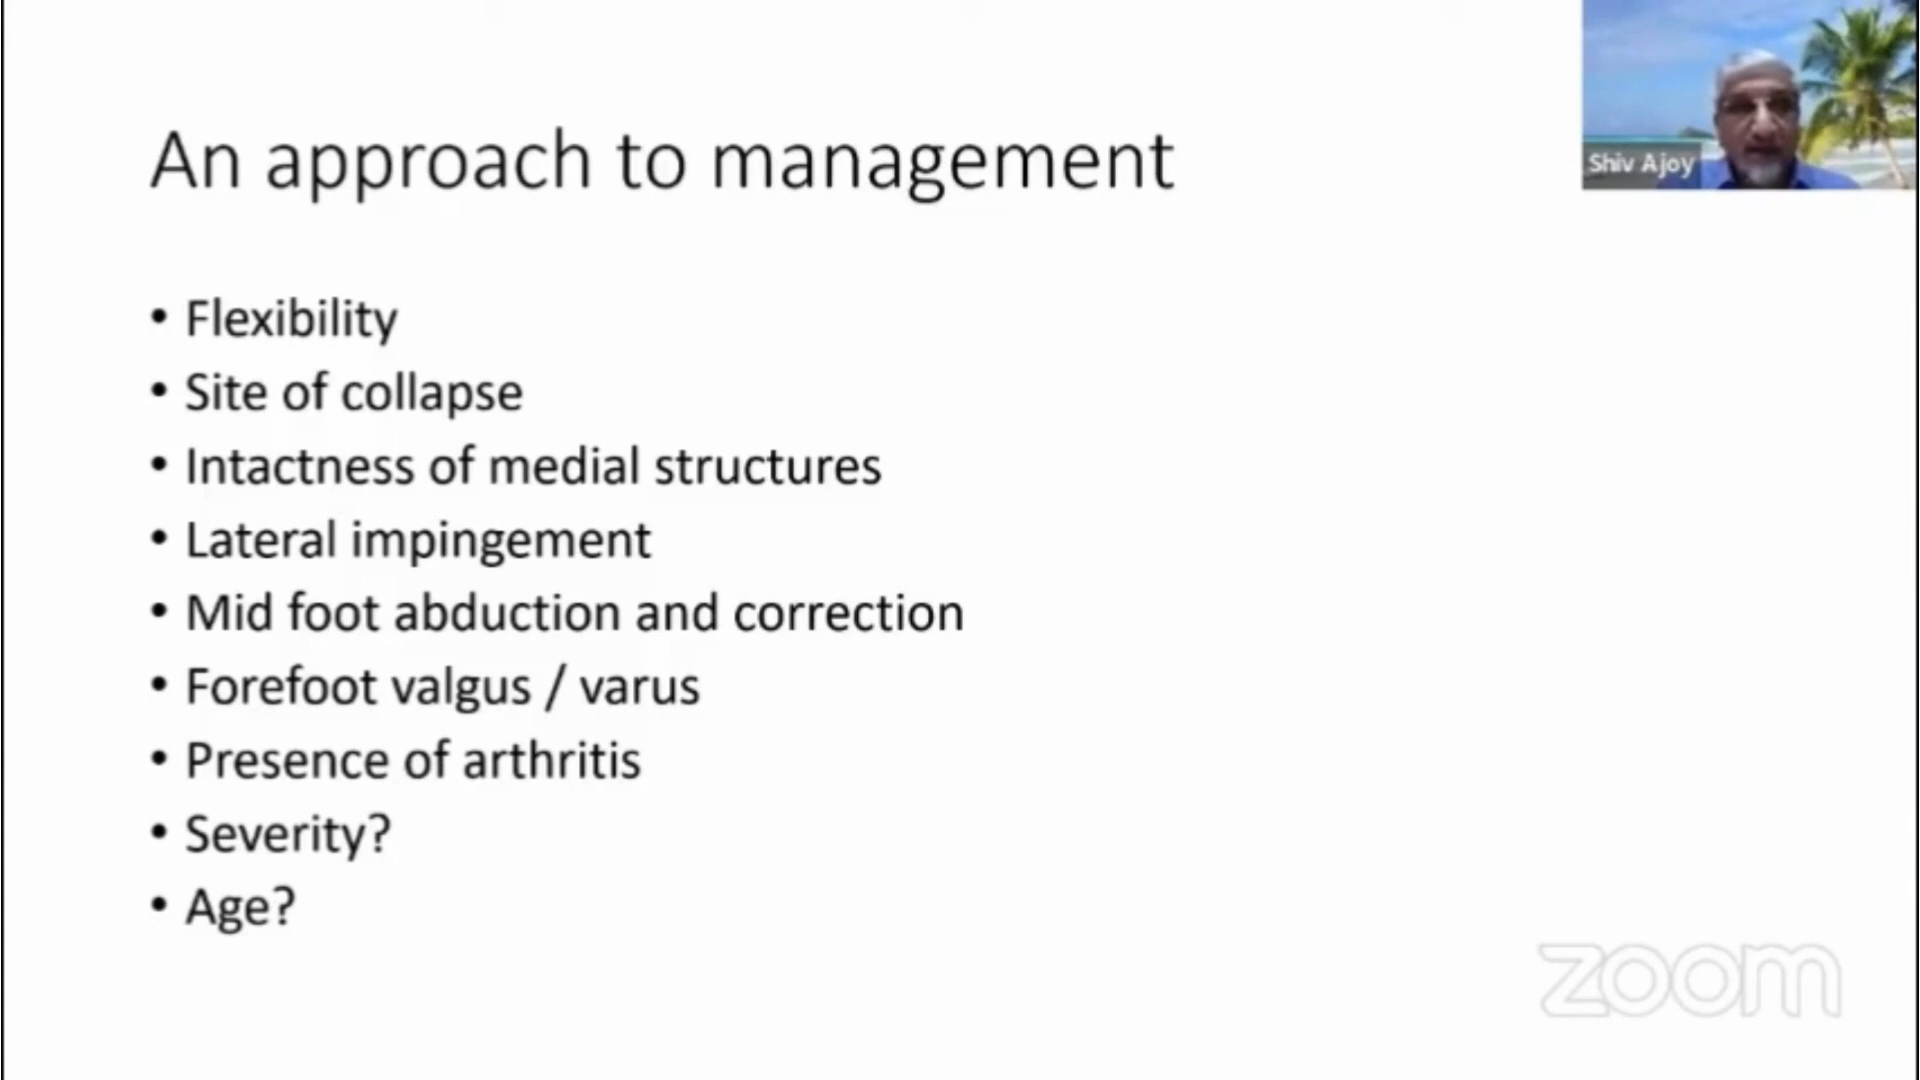 An approach to management
Shiv Ajoy
• Flexibility
• Site of collapse
• Intactness of medial structures
• Lateral impingement
• Mid foot abduction and correction
• Forefoot valgus / varus
• Presence of arthritis
• Severity?
• Age?
zoom